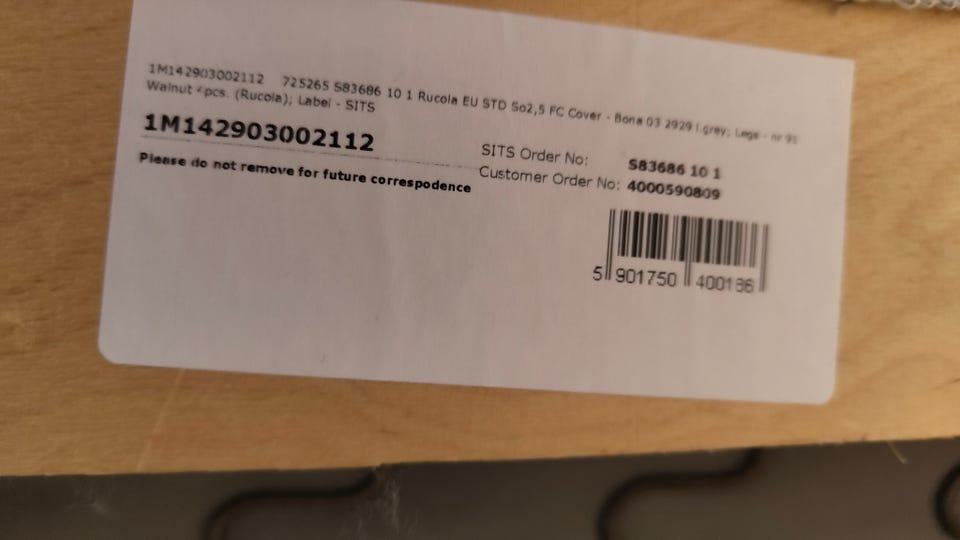 1M142903002112 725265 S83686 10 1 Rucola EU STD So2,5 FC Cover - Bona 03 2929 l.grey; Legs - nr 9S
Walnut 4pcs. (Rucola); Label - SITS
1M142903002112
Please do not remove for future correspodence
SITS Order No: S83686 10 1
Customer Order No: 4000590809
5 901750 400186